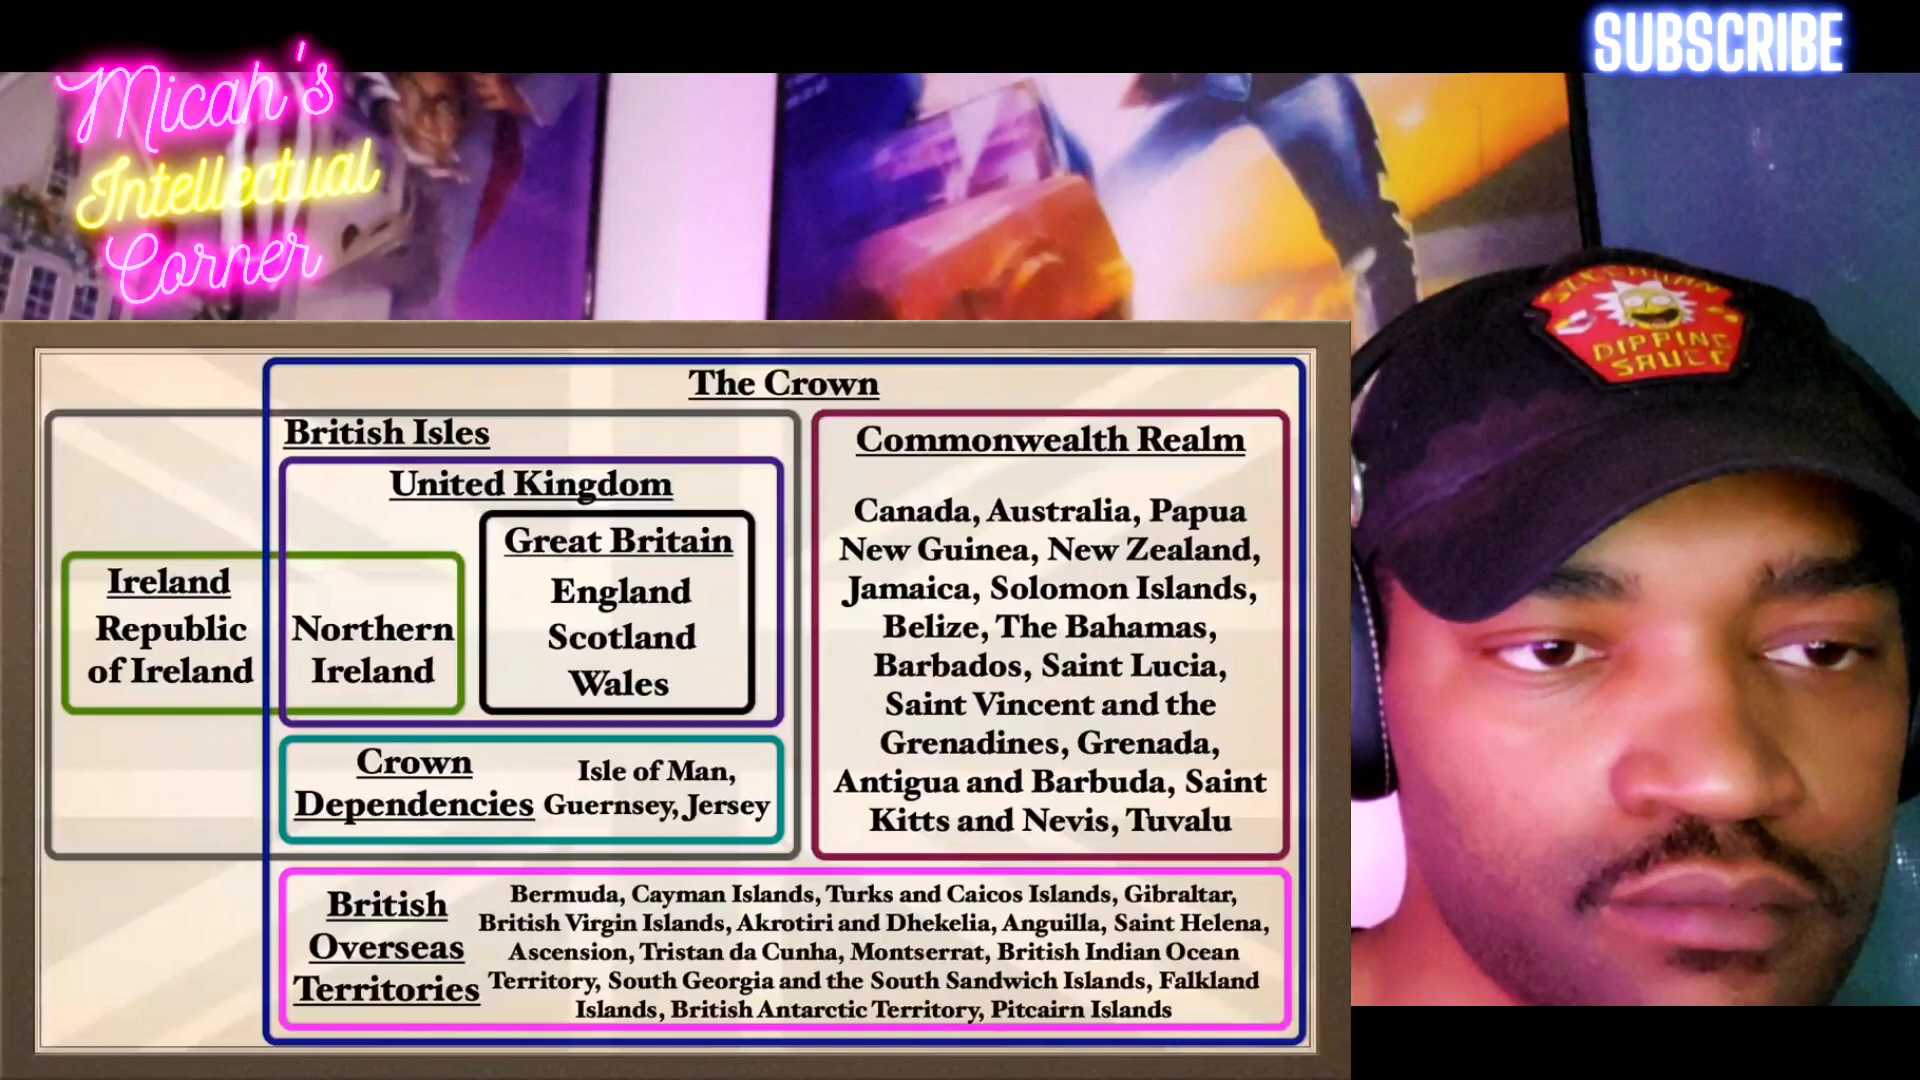 Micah's
Intellectual
Corner
SUBSCRIBE
DIPPING
SAUCE
The Crown
British Isles
United Kingdom
Great Britain
England
Scotland
Wales
Ireland
Republic
of Ireland
Northern
Ireland
Crown
Dependencies
Isle of Man,
Guernsey, Jersey
Commonwealth Realm
Canada, Australia, Papua
New Guinea, New Zealand,
Jamaica, Solomon Islands,
Belize, The Bahamas,
Barbados, Saint Lucia,
Saint Vincent and the
Grenadines, Grenada,
Antigua and Barbuda, Saint
Kitts and Nevis, Tuvalu
British
Overseas
Territories
Bermuda, Cayman Islands, Turks and Caicos Islands, Gibraltar,
British Virgin Islands, Akrotiri and Dhekelia, Anguilla, Saint Helena,
Ascension, Tristan da Cunha, Montserrat, British Indian Ocean
Territory, South Georgia and the South Sandwich Islands, Falkland
Islands, British Antarctic Territory, Pitcairn Islands